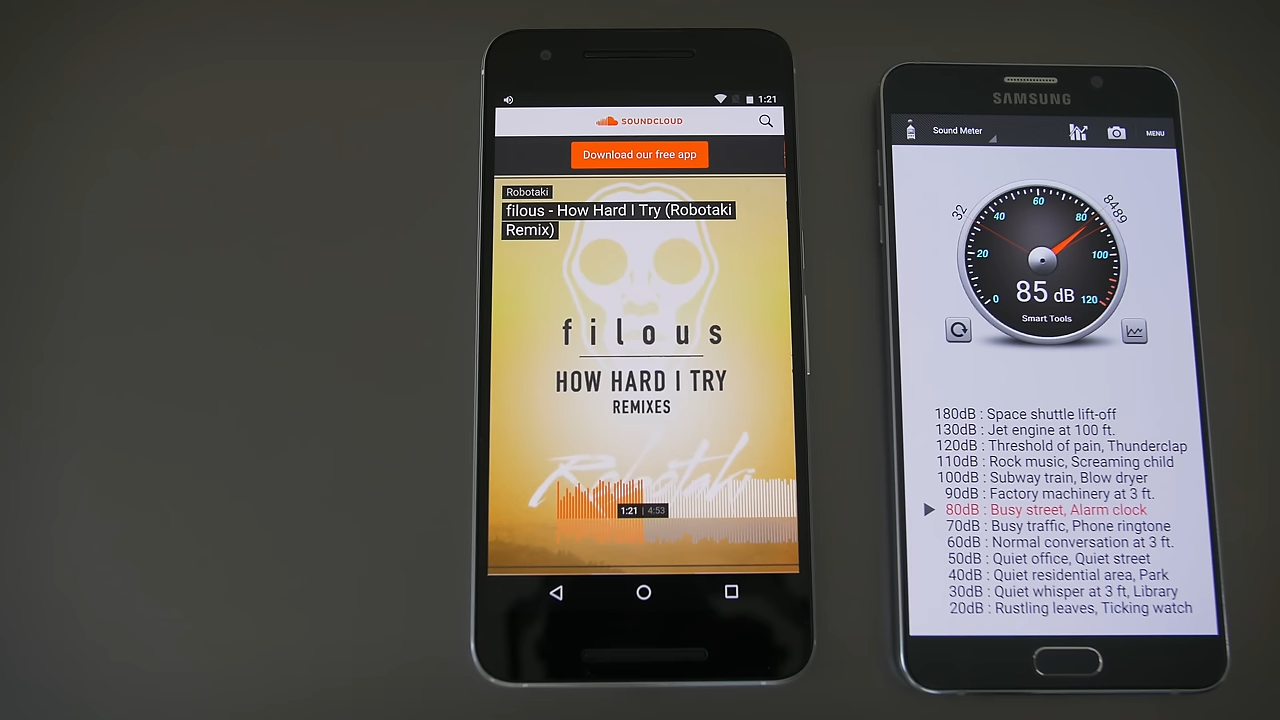 1:21
SOUNDCLOUD
Download our free app
Robotaki
filous - How Hard I Try (Robotaki
Remix)
filous
HOW HARD I TRY
REMIXES
Robotaki
1:21 | 4:53
SAMSUNG
Sound Meter
MENU
32
8489
0
20
40
60
80
100
120
85 dB
Smart Tools
180dB : Space shuttle lift-off
130dB : Jet engine at 100 ft.
120dB : Threshold of pain, Thunderclap
110dB : Rock music, Screaming child
100dB : Subway train, Blow dryer
90dB : Factory machinery at 3 ft.
80dB : Busy street, Alarm clock
70dB : Busy traffic, Phone ringtone
60dB : Normal conversation at 3 ft.
50dB : Quiet office, Quiet street
40dB : Quiet residential area, Park
30dB : Quiet whisper at 3 ft, Library
20dB : Rustling leaves, Ticking watch